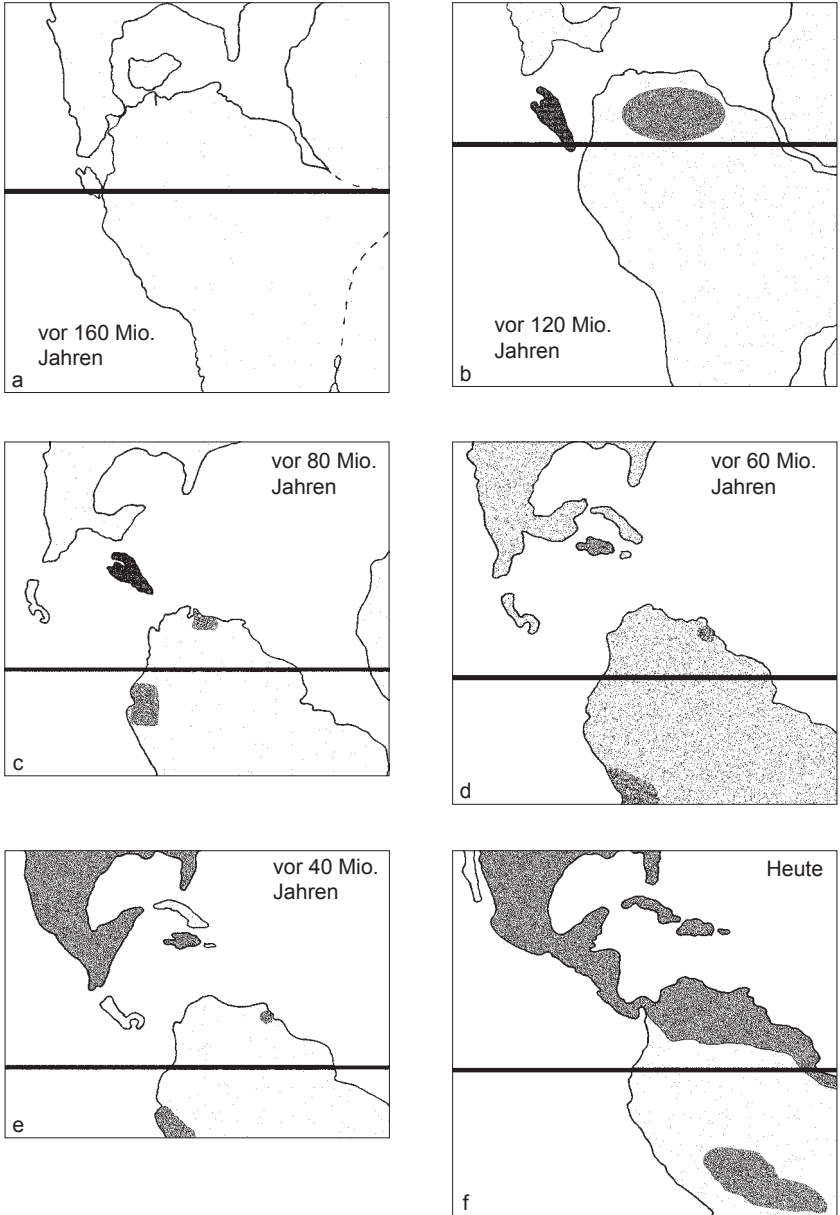 vor 160 Mio.
Jahren
a
vor 120 Mio.
Jahren
b
vor 80 Mio.
Jahren
c
vor 60 Mio.
Jahren
d
vor 40 Mio.
Jahren
e
Heute
f